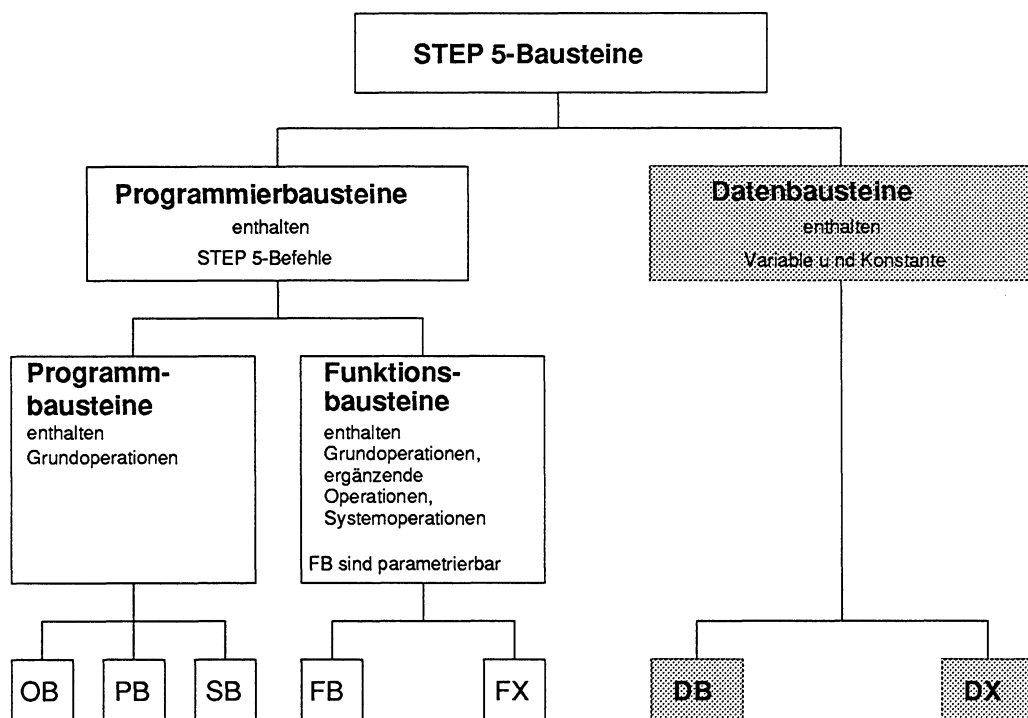 STEP 5-Bausteine
Programmierbausteine
enthalten
STEP 5-Befehle
Datenbausteine
enthalten
Variable u nd Konstante
Programm-
bausteine
enthalten
Grundoperationen
Funktions-
bausteine
enthalten
Grundoperationen,
ergänzende
Operationen,
Systemoperationen
FB sind parametrierbar
OB
PB
SB
FB
FX
DB
DX